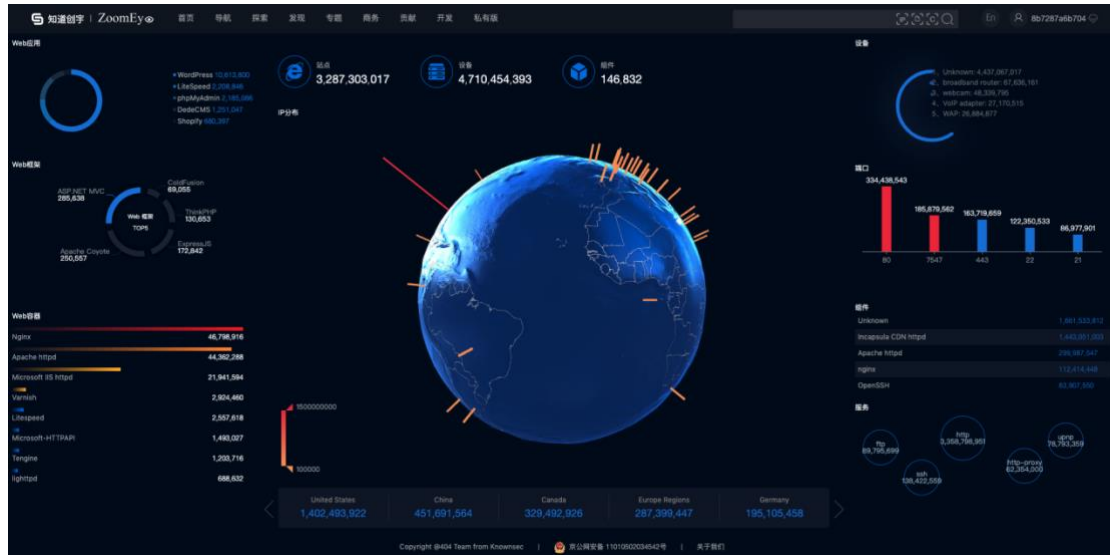 知道创宇 | ZoomEye 首页 导航 探索 发现 专题 商务 贡献 开发 私有版 En 8b7287a6b704
Web应用
WordPress 10,613,800
LiteSpeed 2,208,846
phpMyAdmin 2,185,066
DedeCMS 1,251,047
Shopify 680,397
Web框架
ColdFusion
69,055
ASP.NET MVC
285,638
ThinkPHP
130,653
Web 框架
TOP5
ExpressJS
172,842
Apache Coyote
250,557
Web容器
Nginx 46,798,916
Apache httpd 44,362,288
Microsoft IIS httpd 21,941,594
Varnish 2,924,460
Litespeed 2,557,618
Microsoft-HTTPAPI 1,493,027
Tengine 1,203,716
lighttpd 688,632
站点
3,287,303,017
设备
4,710,454,393
组件
146,832
IP分布
1500000000
100000
United States
1,402,493,922
China
451,691,564
Canada
329,492,926
Europe Regions
287,399,447
Germany
195,105,458
设备
1、Unknown: 4,437,067,017
2、broadband router: 67,636,161
3、webcam: 48,339,795
4、VoIP adapter: 27,170,515
5、WAP: 26,884,877
端口
334,438,543
185,879,562
163,719,859
122,350,533
86,977,901
80 7547 443 22 21
组件
Unknown 1,661,533,812
Incapsula CDN httpd 1,443,001,003
Apache httpd 299,987,547
nginx 112,414,448
OpenSSH 60,907,550
服务
ftp
89,795,699
http
2,358,798,951
upnp
78,793,359
ssh
138,422,559
http-proxy
62,354,000
Copyright @404 Team from Knownsec | 京公网安备 11010502034542号 | 关于我们